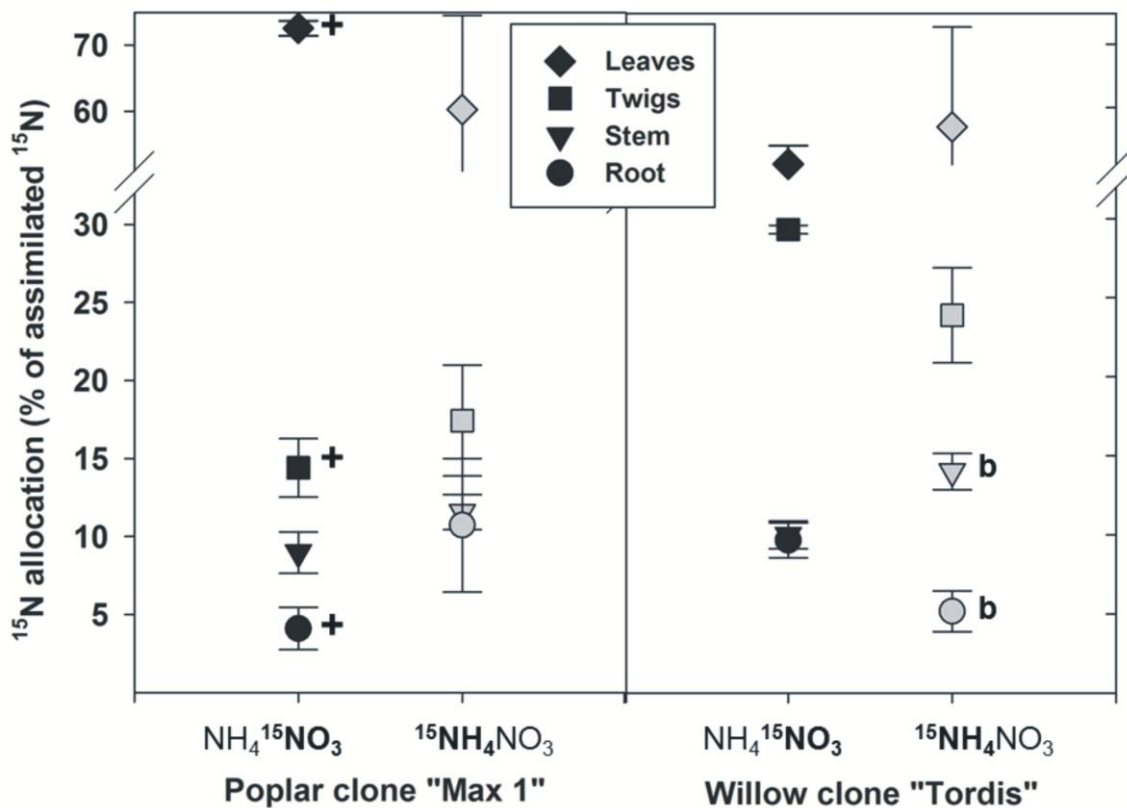 ¹⁵N allocation (% of assimilated ¹⁵N)
70
60
30
25
20
15
10
5
Leaves
Twigs
Stem
Root
+
+
+
b
b
NH₄¹⁵NO₃ ¹⁵NH₄NO₃ NH₄¹⁵NO₃ ¹⁵NH₄NO₃
Poplar clone "Max 1" Willow clone "Tordis"